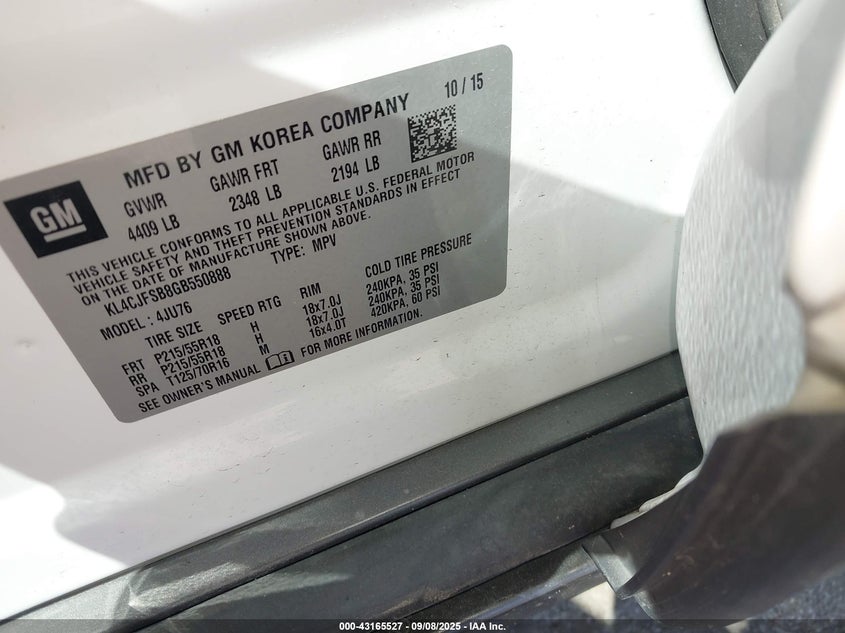 GM
MFD BY GM KOREA COMPANY 10 / 15
GVWR GAWR FRT GAWR RR
4409 LB 2348 LB 2194 LB
THIS VEHICLE CONFORMS TO ALL APPLICABLE U.S. FEDERAL MOTOR
VEHICLE SAFETY AND THEFT PREVENTION STANDARDS IN EFFECT
ON THE DATE OF MANUFACTURE SHOWN ABOVE.
KL4CJFSB8GB550888 TYPE: MPV
MODEL: 4JU76
TIRE SIZE SPEED RTG RIM COLD TIRE PRESSURE
FRT P215/55R18 H 18x7.0J 240KPA, 35 PSI
RR P215/55R18 H 18x7.0J 240KPA, 35 PSI
SPA T125/70R16 M 16x4.0T 420KPA, 60 PSI
SEE OWNER'S MANUAL FOR MORE INFORMATION.
000-43165527 - 09/08/2025 - IAA Inc.